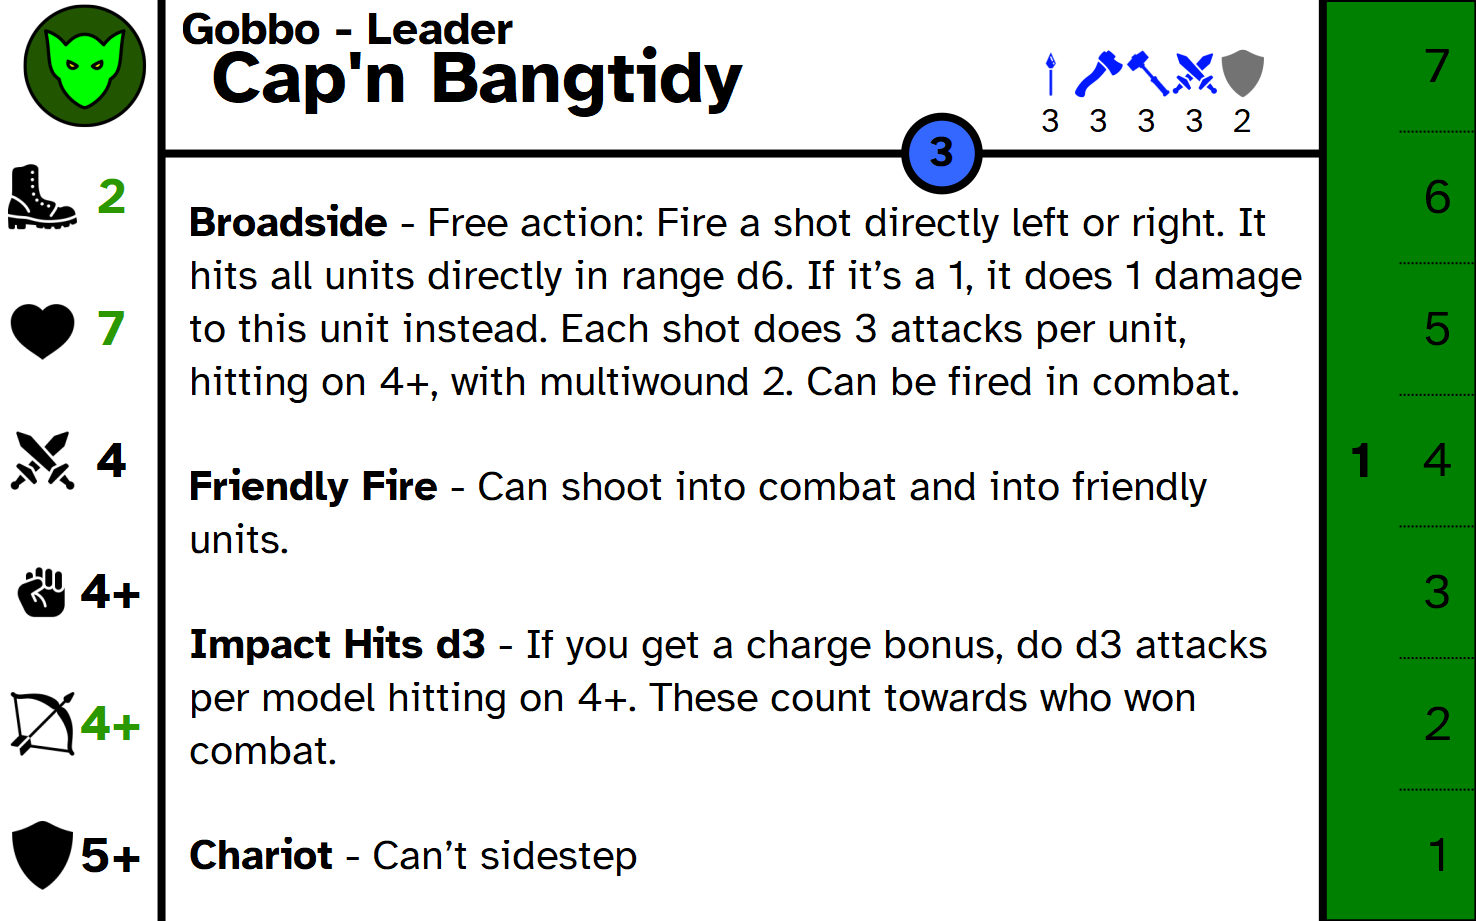 Gobbo - Leader
Cap'n Bangtidy
3 3 3 3 2
3
2
7
4
4+
4+
5+
Broadside - Free action: Fire a shot directly left or right. It
hits all units directly in range d6. If it’s a 1, it does 1 damage
to this unit instead. Each shot does 3 attacks per unit,
hitting on 4+, with multiwound 2. Can be fired in combat.
Friendly Fire - Can shoot into combat and into friendly
units.
Impact Hits d3 - If you get a charge bonus, do d3 attacks
per model hitting on 4+. These count towards who won
combat.
Chariot - Can’t sidestep
7
6
5
1 4
3
2
1